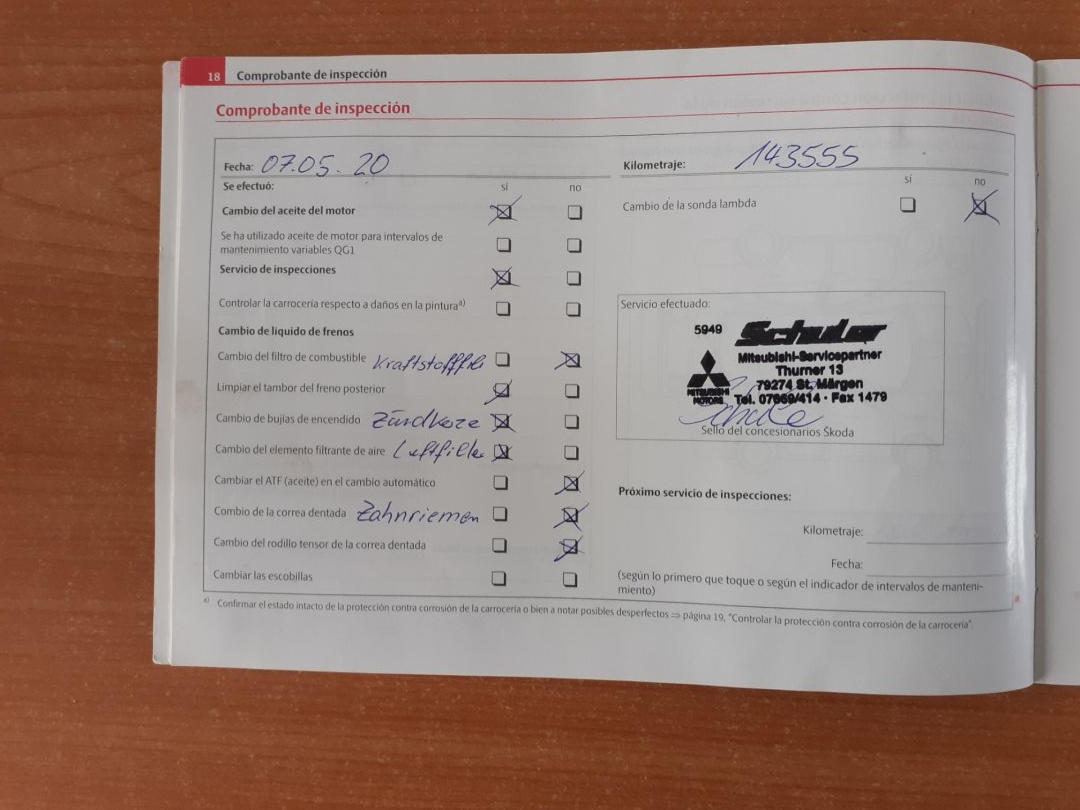 18 Comprobante de inspección
Comprobante de inspección
Fecha: 07.05.20
Se efectuó: sí no
Cambio del aceite del motor
Se ha utilizado aceite de motor para intervalos de
mantenimiento variables QG1
Servicio de inspecciones
Controlar la carrocería respecto a daños en la pintura a)
Cambio de líquido de frenos
Cambio del filtro de combustible Kraftstofffil
Limpiar el tambor del freno posterior
Cambio de bujías de encendido Zündkerze
Cambio del elemento filtrante de aire Luftfilter
Cambiar el ATF (aceite) en el cambio automático
Combio de la correa dentada Zahnriemen
Cambio del rodillo tensor de la correa dentada
Cambiar las escobillas
Kilometraje: 143555
sí no
Cambio de la sonda lambda
Servicio efectuado:
5949 Schuler
Mitsubishi-Servicepartner
Thurner 13
79274 St. Märgen
MITSUBISHI
MOTORS
Tel. 07669/414 · Fax 1479
Schule
Sello del concesionarios Škoda
Próximo servicio de inspecciones:
Kilometraje:
Fecha:
(según lo primero que toque o según el indicador de intervalos de manteni-
miento)
a) Confirmar el estado intacto de la protección contra corrosión de la carrocería o bien a notar posibles desperfectos ⇒ página 19, "Controlar la protección contra corrosión de la carrocería".